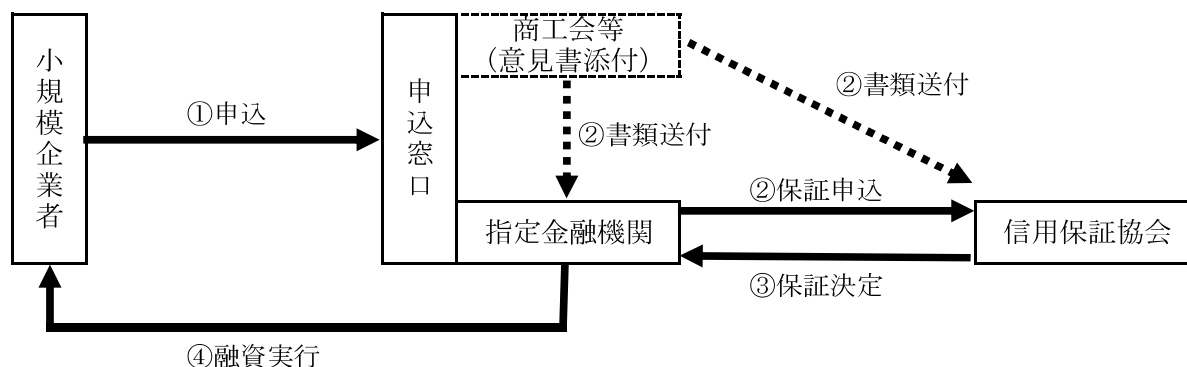 小規模企業者
①申込
申込窓口
商工会等
（意見書添付）
②書類送付
②書類送付
指定金融機関
②保証申込
③保証決定
信用保証協会
④融資実行